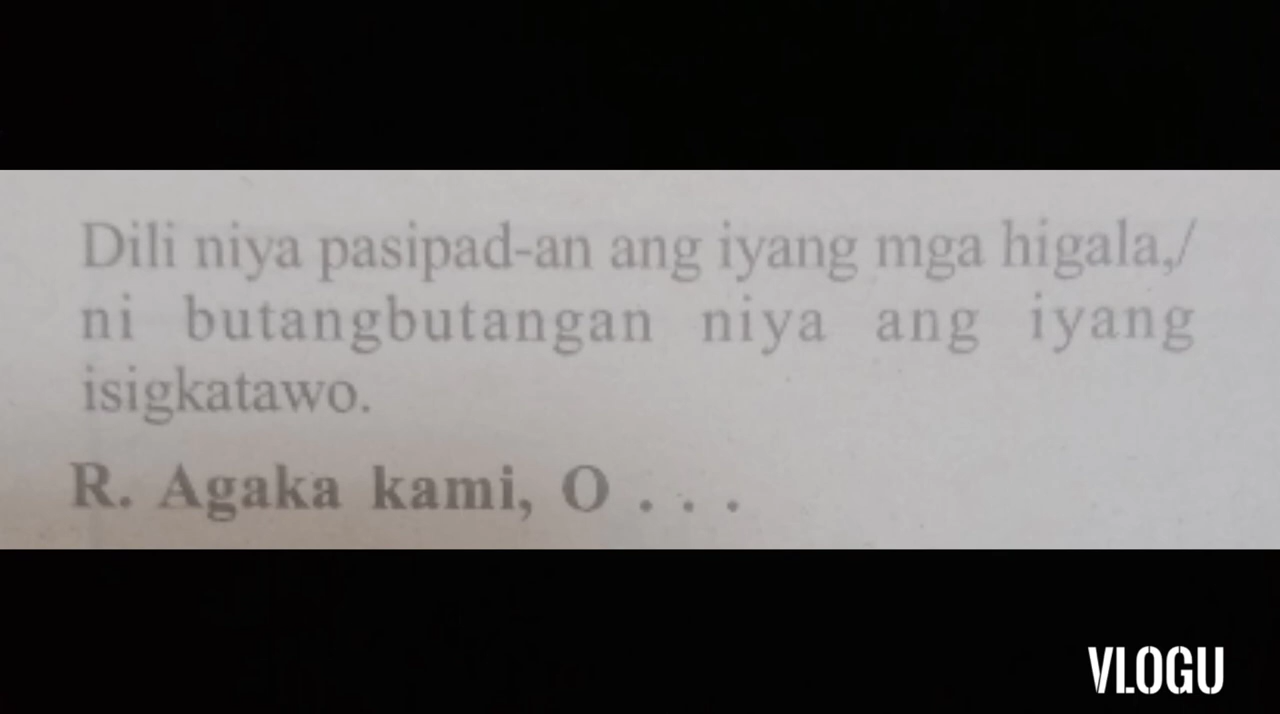 Dili niya pasipad-an ang iyang mga higala,/
ni butangbutangan niya ang iyang
isigkatawo.
R. Agaka kami, O . . .
VLOGU